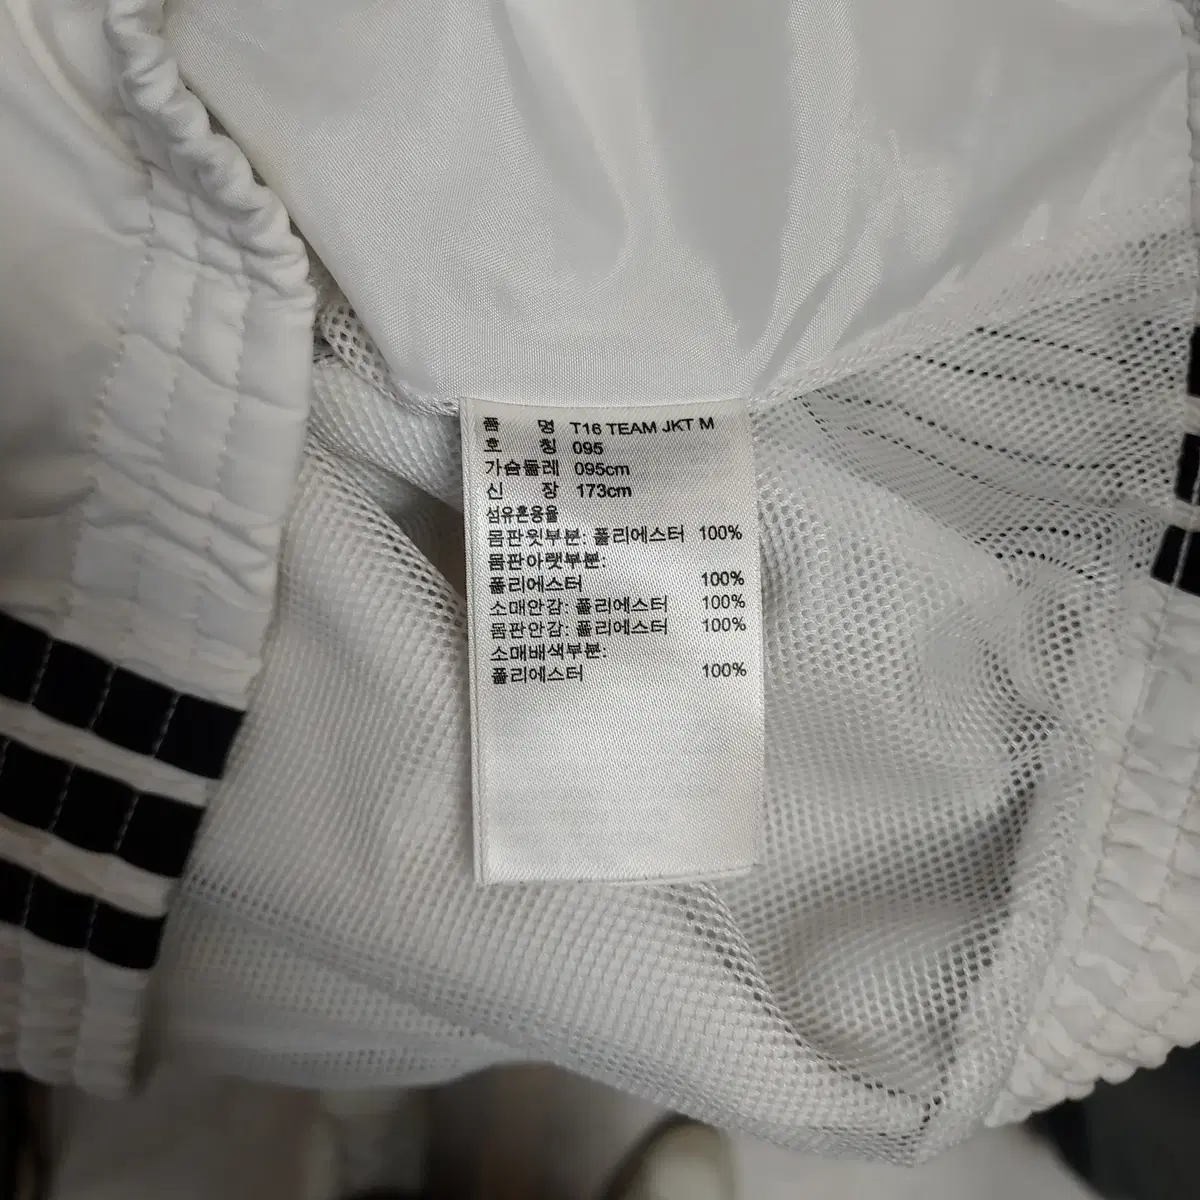 품 명 T16 TEAM JKT M
호 칭 095
가슴둘레 095cm
신 장 173cm
섬유혼용율
몸판윗부분: 폴리에스터 100%
몸판아랫부분:
폴리에스터 100%
소매안감: 폴리에스터 100%
몸판안감: 폴리에스터 100%
소매배색부분:
폴리에스터 100%